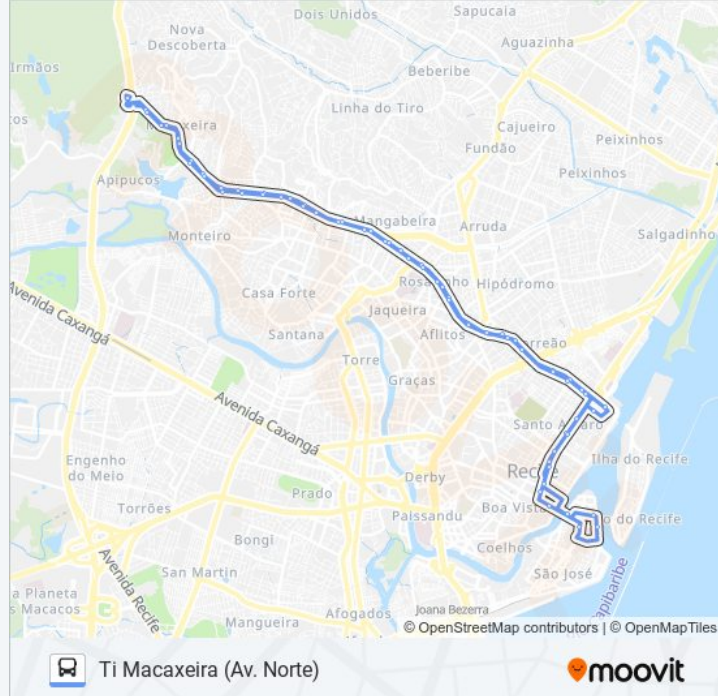 Dois Unidos
Sapucaia
Nova
Descoberta
Aguazinha
Irmãos
Beberibe
Linha do Tiro
Cajueiro
Peixinhos
Fundão
Apipucos
Peixinhos
Mangabeira
Arruda
Monteiro
Salgadinho
Hipódromo
Casa Forte
Jaqueira
Avenida Caxangá
Santana
Aflitos
Torre
Graças
Avenida Caxangá
Santo Amaro
Engenho
do Meio
Derby
Ilha do Recife
Prado
Torrões
Paissandu
Boa Vista
do Recife
Bongi
Coelhos
San Martin
São José
Avenida Recife
a Planeta
s Macacos
Afogados
Joana Bezerra
Mangueira
© OpenStreetMap contributors | © OpenMapTiles
Ti Macaxeira (Av. Norte)
moovit